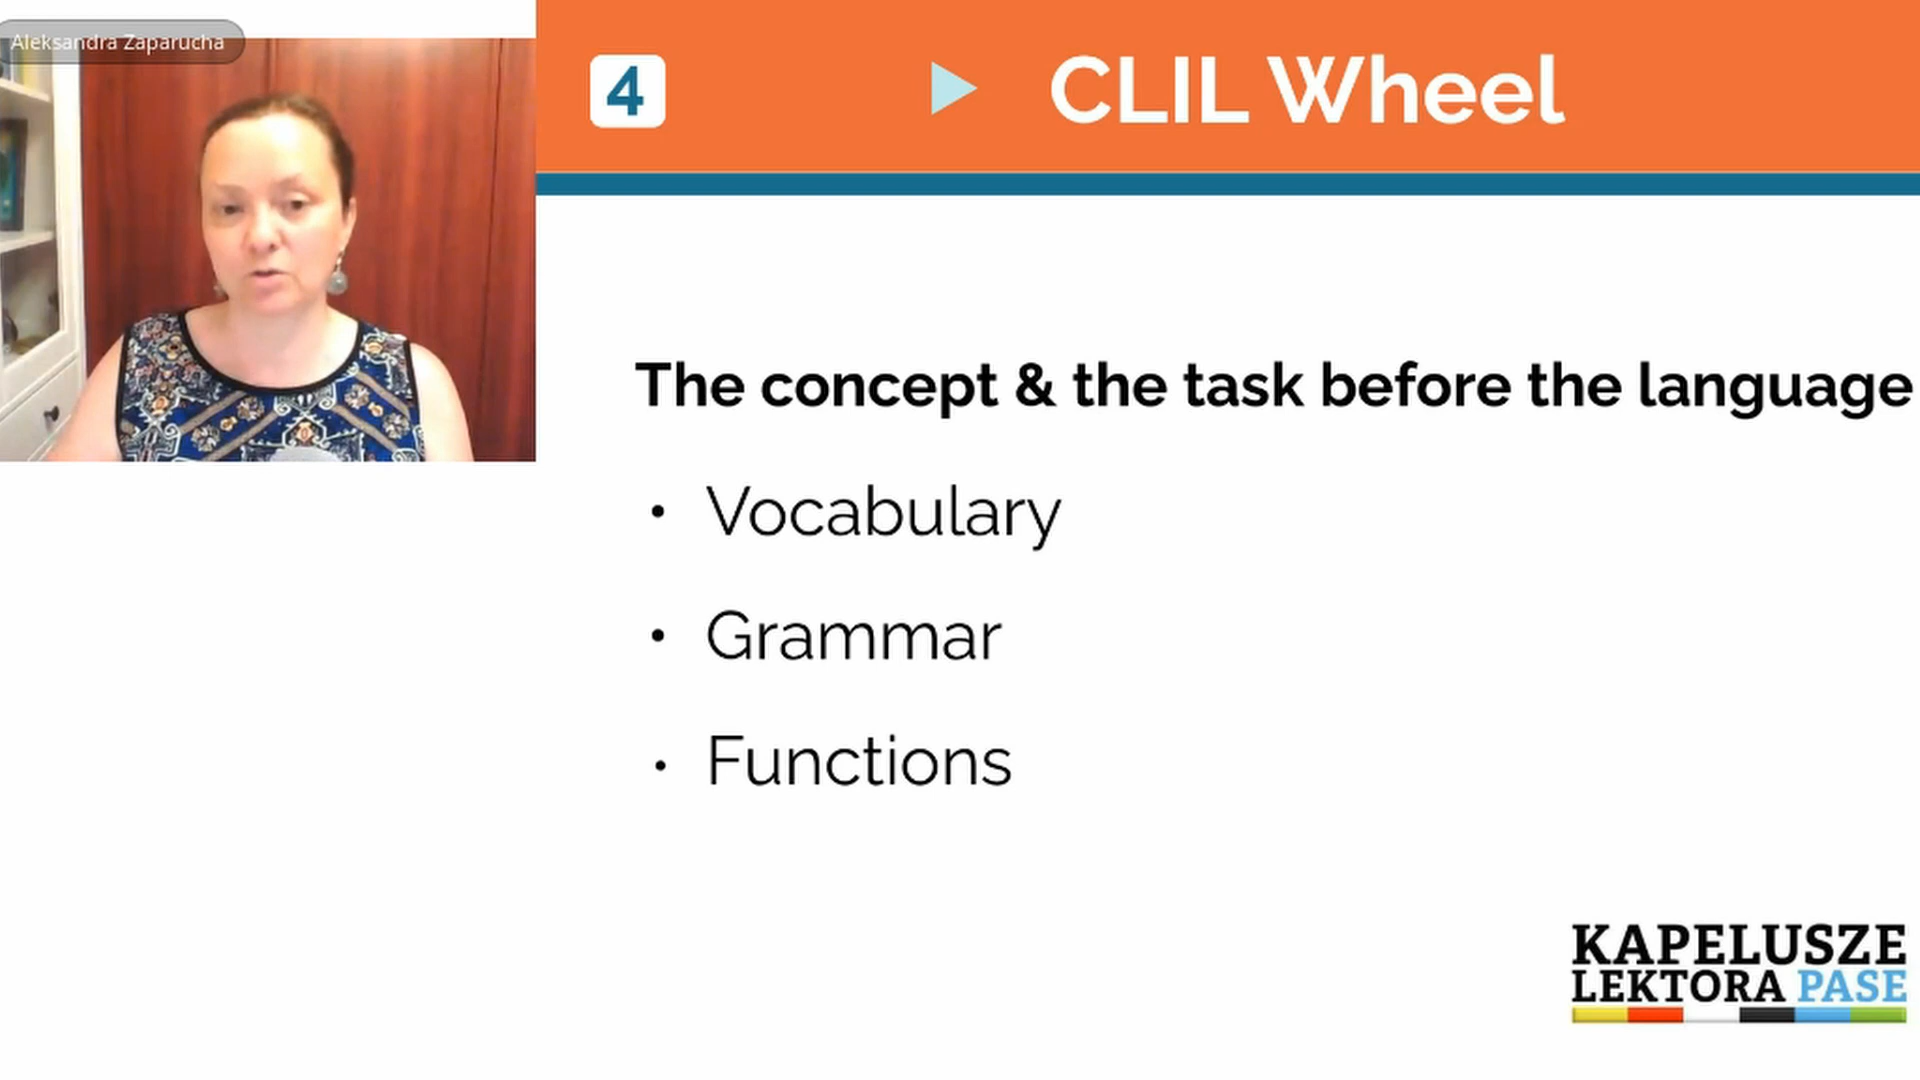 Aleksandra Zaparucha
4
CLIL Wheel
The concept & the task before the language
• Vocabulary
• Grammar
• Functions
KAPELUSZE
LEKTORA PASE